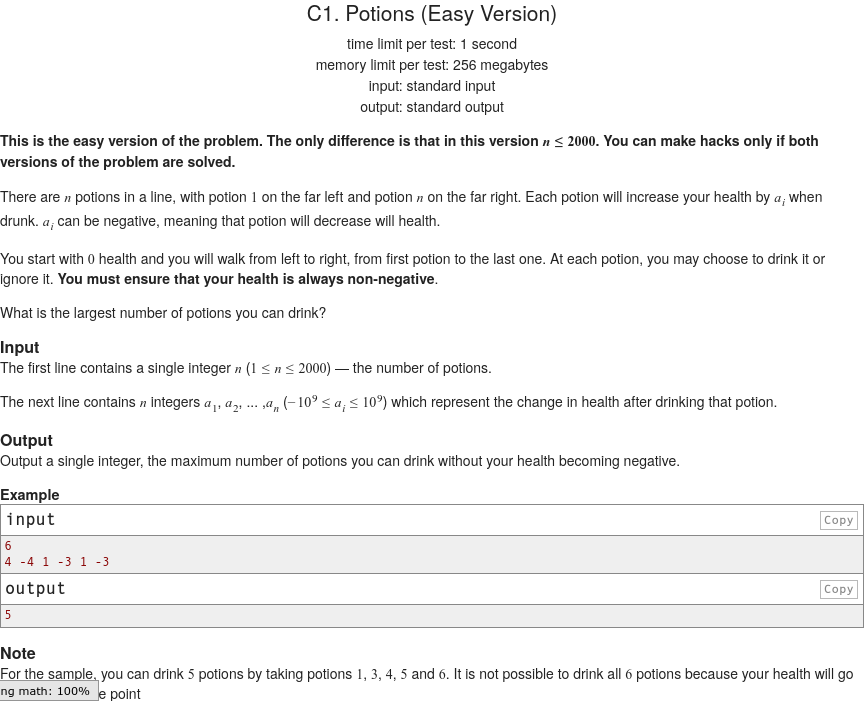 C1. Potions (Easy Version)
time limit per test: 1 second
memory limit per test: 256 megabytes
input: standard input
output: standard output
This is the easy version of the problem. The only difference is that in this version n ≤ 2000. You can make hacks only if both
versions of the problem are solved.
There are n potions in a line, with potion 1 on the far left and potion n on the far right. Each potion will increase your health by a_i when
drunk. a_i can be negative, meaning that potion will decrease will health.
You start with 0 health and you will walk from left to right, from first potion to the last one. At each potion, you may choose to drink it or
ignore it. You must ensure that your health is always non-negative.
What is the largest number of potions you can drink?
Input
The first line contains a single integer n (1 ≤ n ≤ 2000) — the number of potions.
The next line contains n integers a_1, a_2, ... ,a_n (−10^9 ≤ a_i ≤ 10^9) which represent the change in health after drinking that potion.
Output
Output a single integer, the maximum number of potions you can drink without your health becoming negative.
Example
input Copy
6
4 -4 1 -3 1 -3
output Copy
5
Note
For the sample, you can drink 5 potions by taking potions 1, 3, 4, 5 and 6. It is not possible to drink all 6 potions because your health will go
ng math: 100% e point